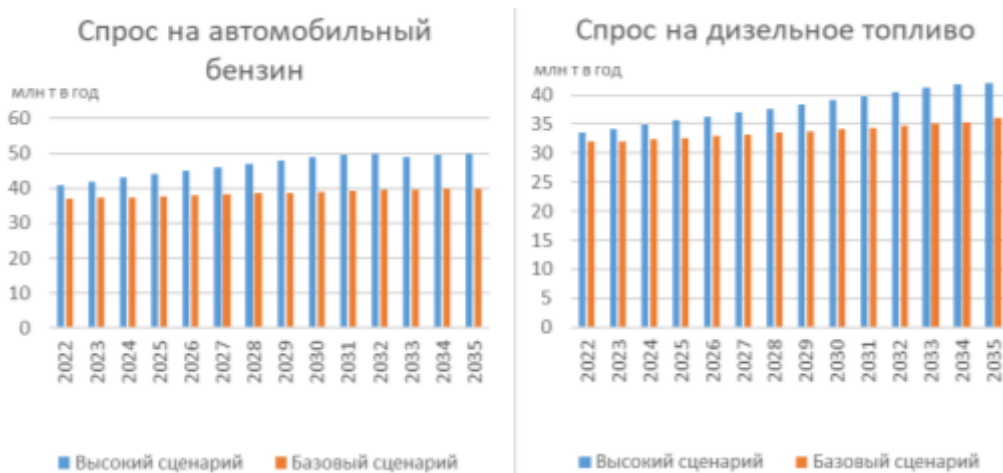 Спрос на автомобильный
бензин
млн т в год
60
50
40
30
20
10
0
2022 2023 2024 2025 2026 2027 2028 2029 2030 2031 2032 2033 2034 2035
Высокий сценарий Базовый сценарий
Спрос на дизельное топливо
млн т в год
40
35
30
25
20
15
10
5
0
2022 2023 2024 2025 2026 2027 2028 2029 2030 2031 2032 2033 2034 2035
Высокий сценарий Базовый сценарий